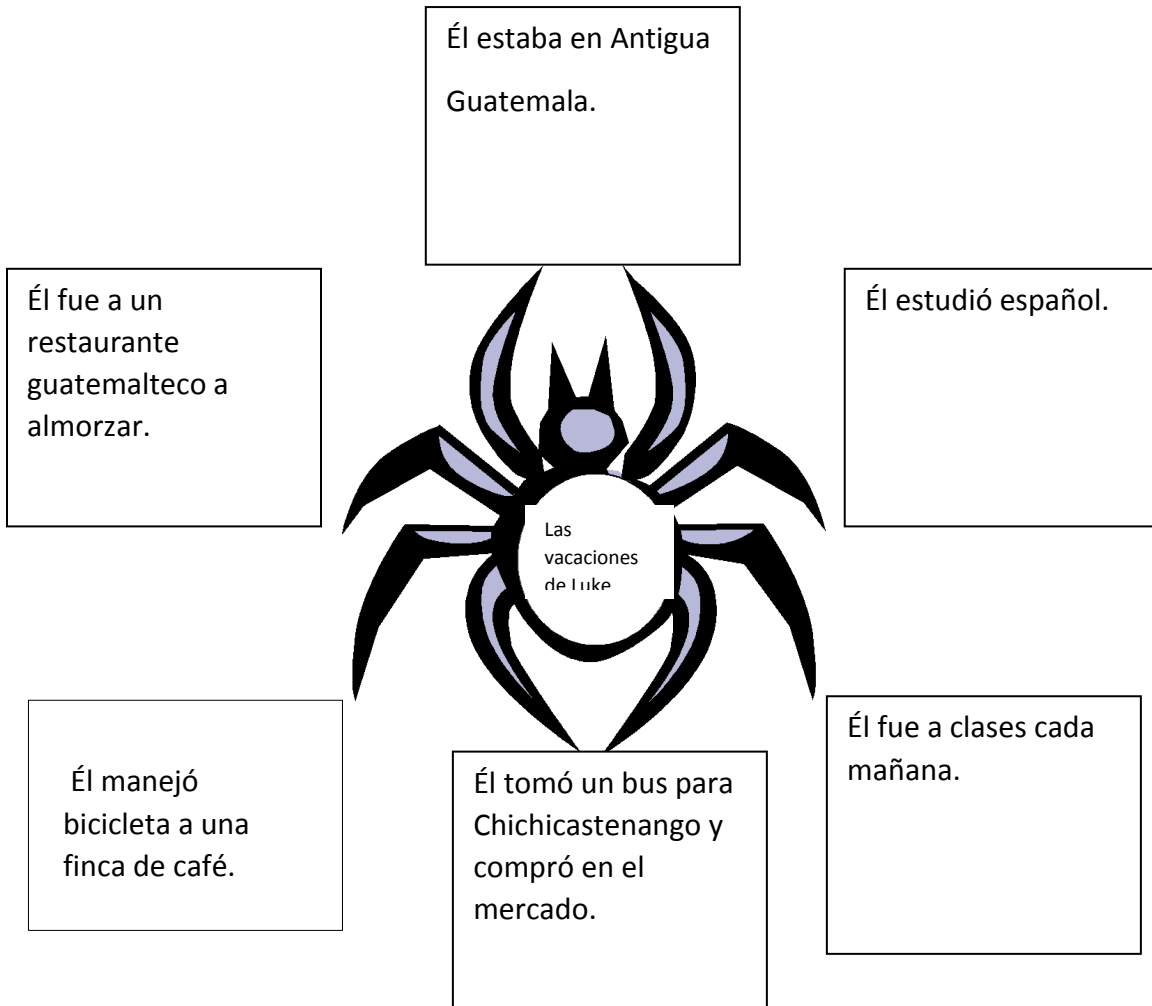 Él estaba en Antigua
Guatemala.
Él fue a un
restaurante
guatemalteco a
almorzar.
Él estudió español.
Las
vacaciones
de Luke
Él manejó
bicicleta a una
finca de café.
Él tomó un bus para
Chichicastenango y
compró en el
mercado.
Él fue a clases cada
mañana.